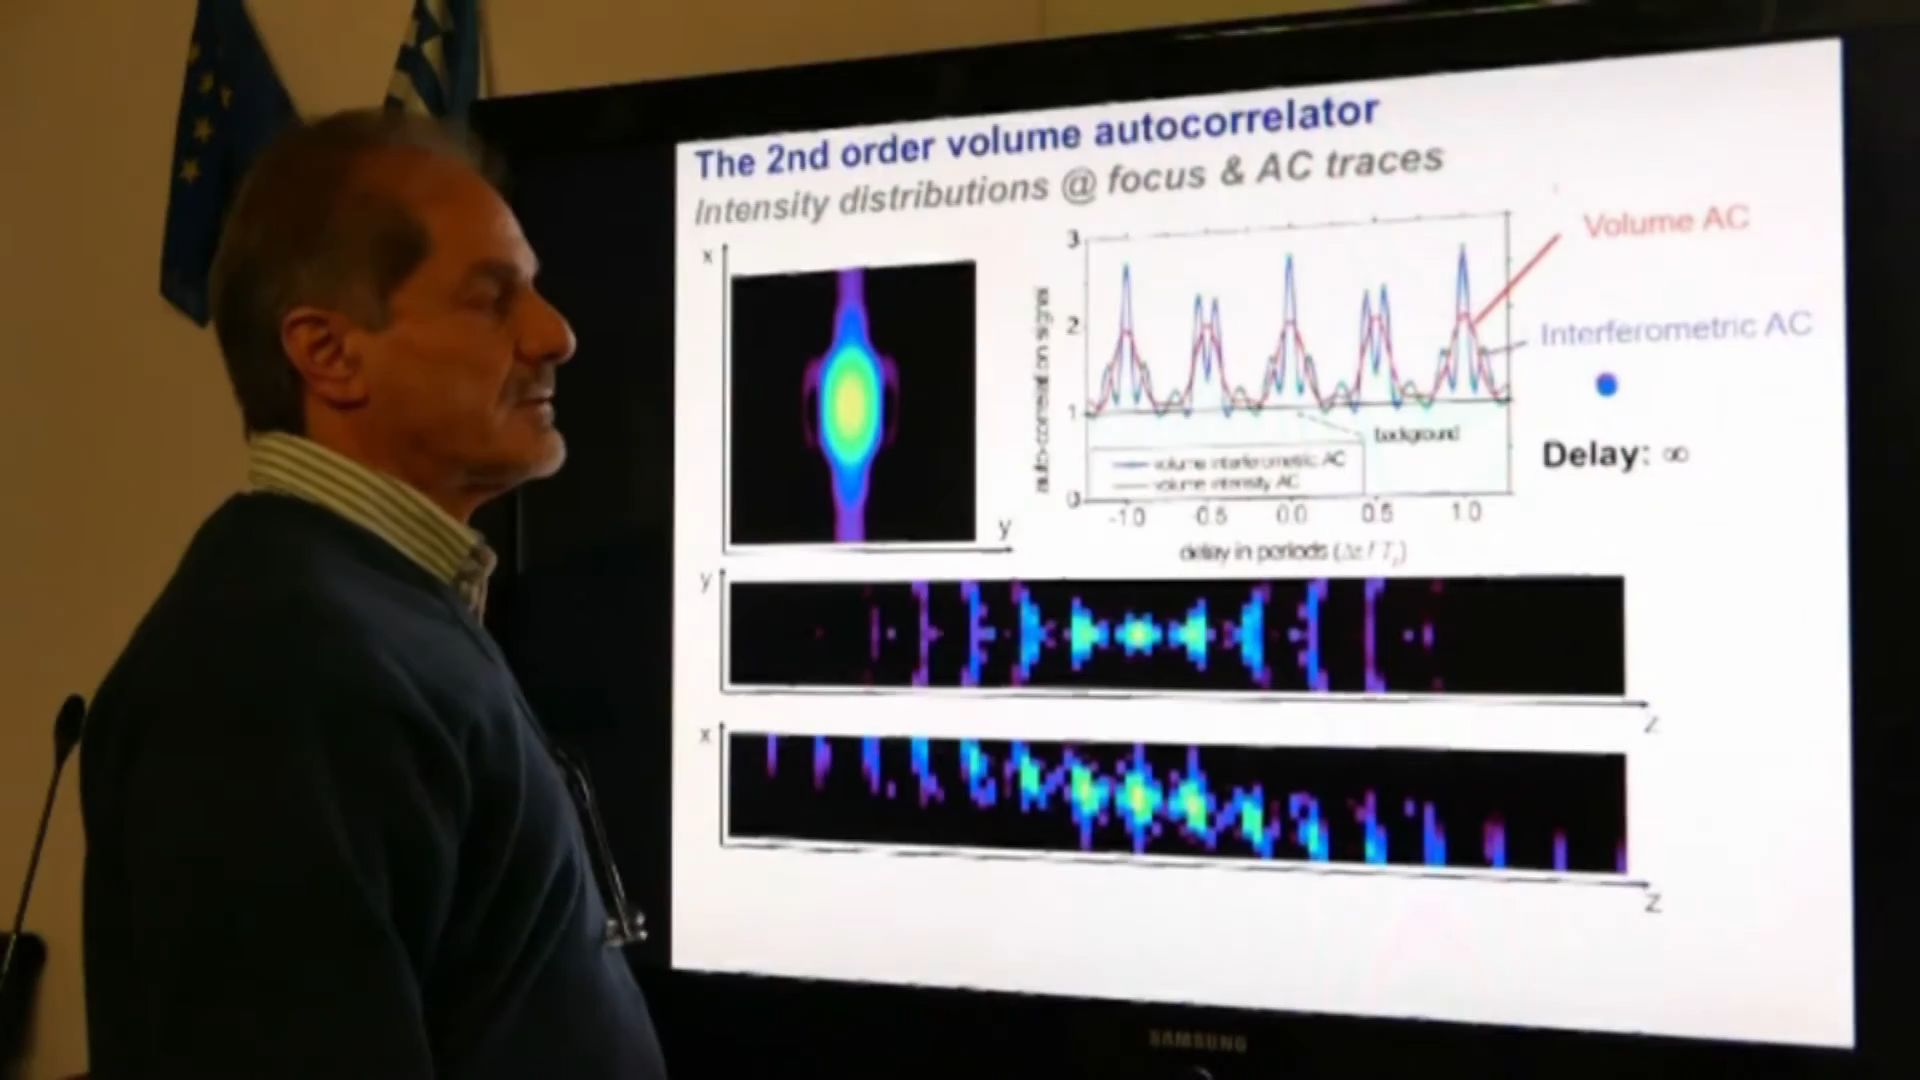 The 2nd order volume autocorrelator
Intensity distributions @ focus & AC traces
x
y
3
2
1
0
auto-correlation signal
-1.0 -0.5 0.0 0.5 1.0
delay in periods (Δτ /
background
volume interferometric AC
volume intensity AC
Volume AC
Interferometric AC
Delay: ∞
y
z
x
z
SAMSUNG